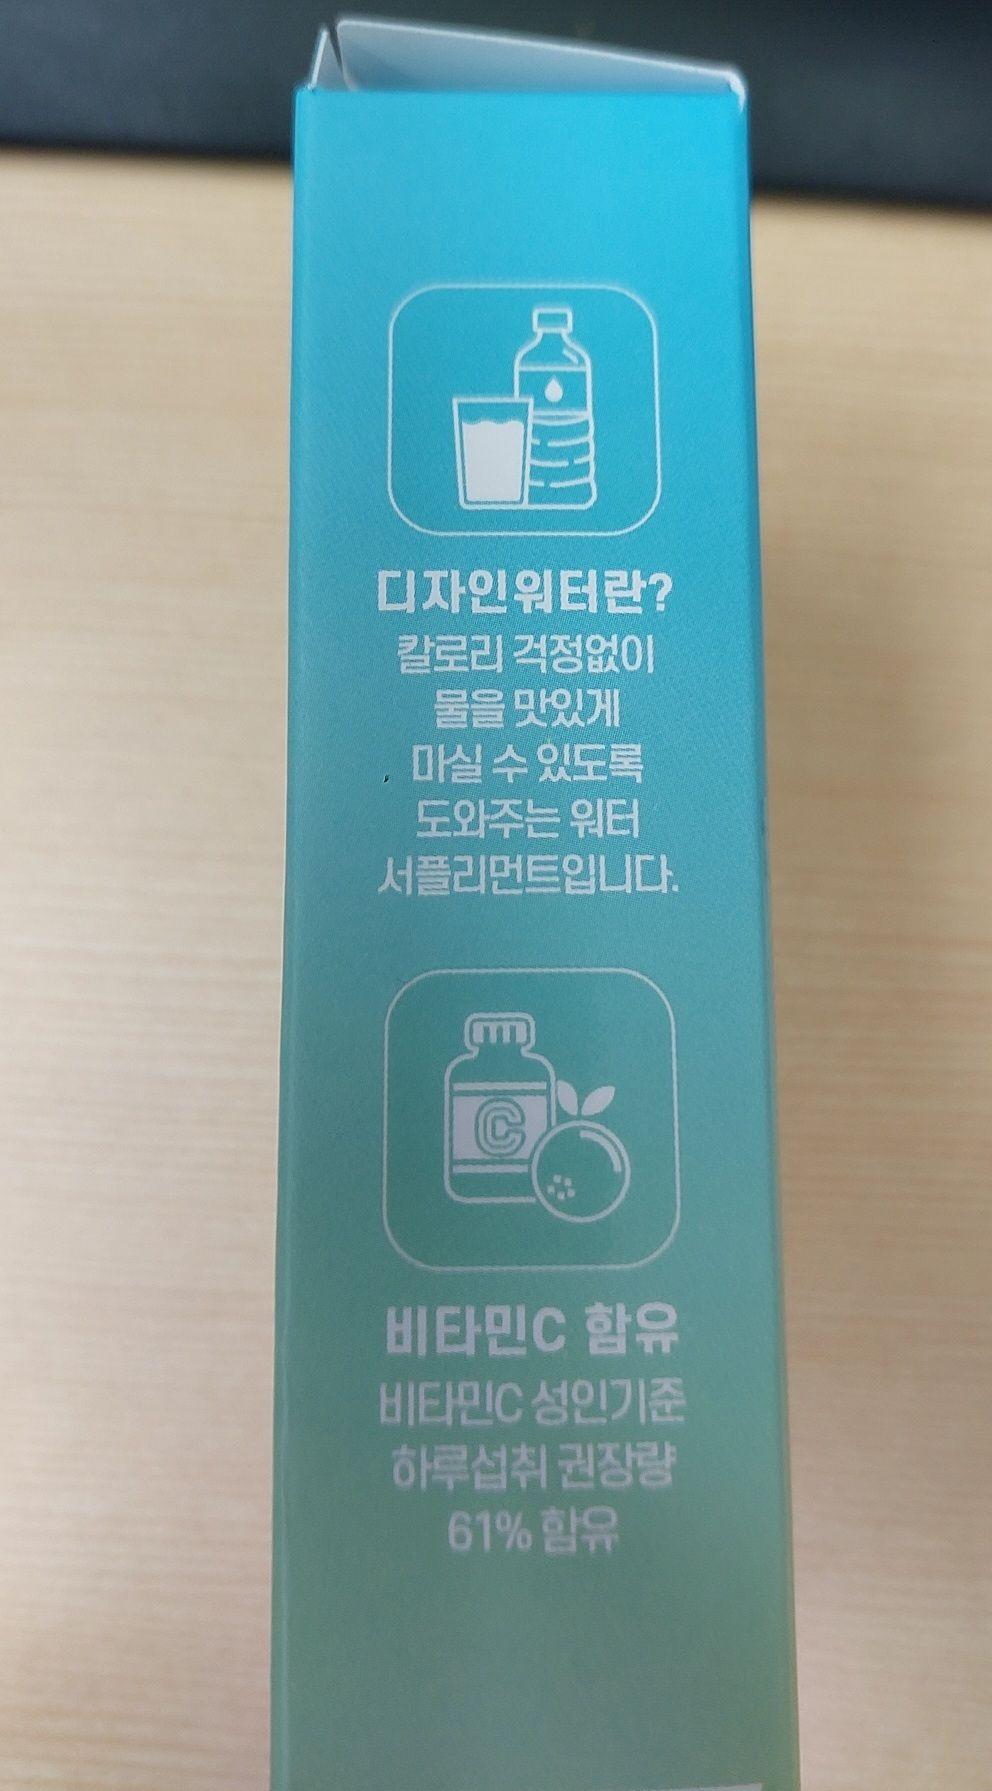 디자인워터란?
칼로리 걱정없이
물을 맛있게
마실 수 있도록
도와주는 워터
서플리먼트입니다.
C
비타민C 함유
비타민C 성인기준
하루섭취 권장량
61% 함유